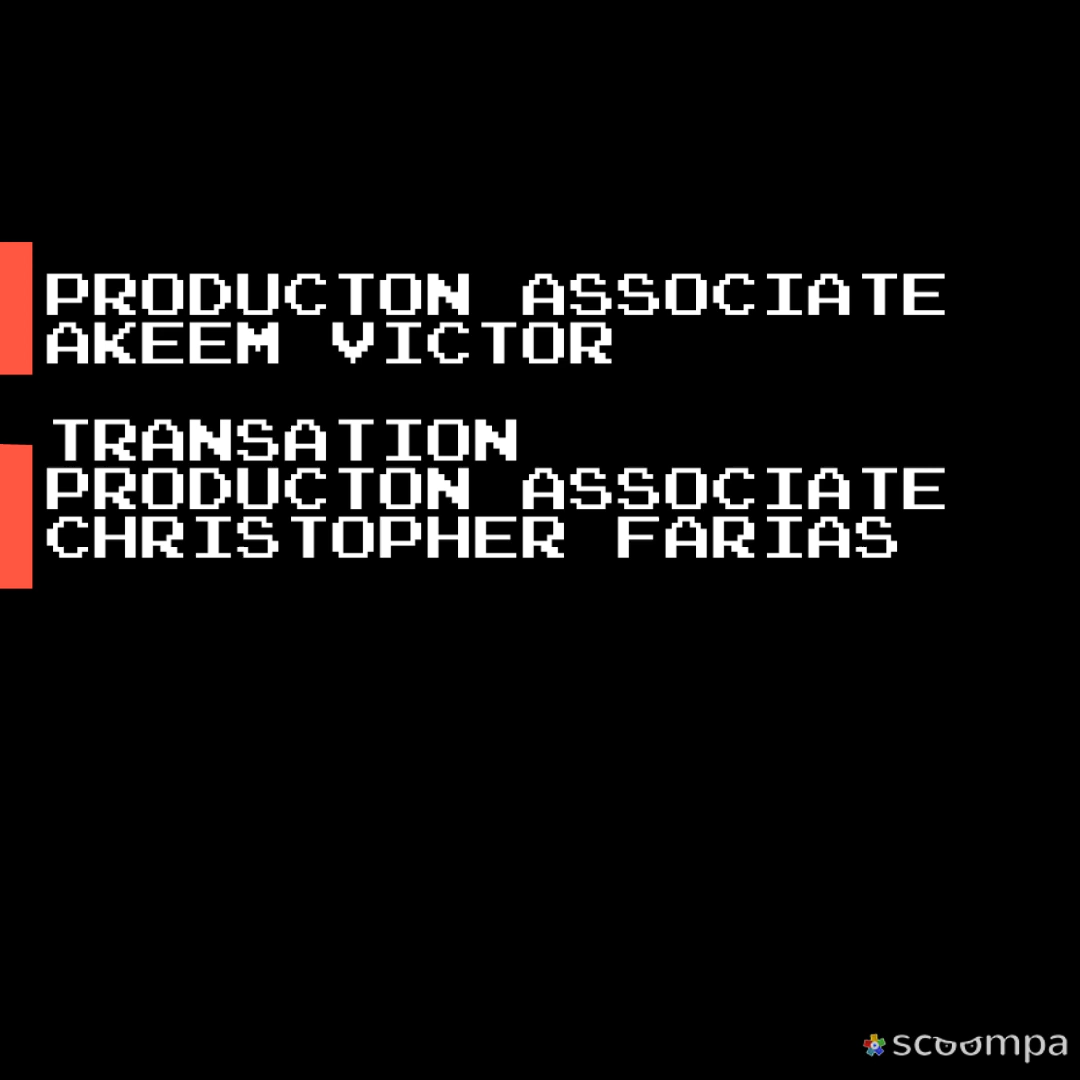 PRODUCTON ASSOCIATE
AKEEM VICTOR
TRANSATION
PRODUCTON ASSOCIATE
CHRISTOPHER FARIAS
scoompa